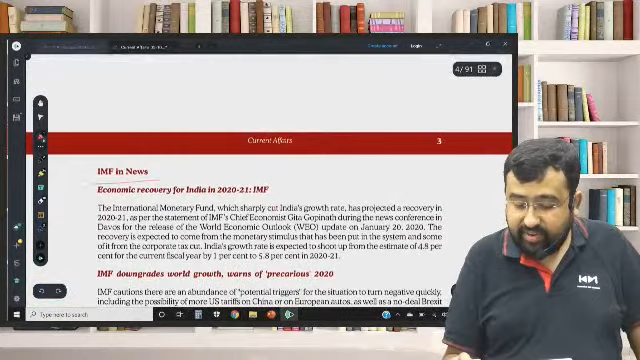 Current Affairs 
Create account
Login
4 / 91
Current Affairs
3
IMF in News
Economic recovery for India in 2020-21: IMF
The International Monetary Fund, which sharply cut India's growth rate, has projected a recovery in
2020-21, as per the statement of IMF's Chief Economist Gita Gopinath during the news conference in
Davos for the release of the World Economic Outlook (WEO) update on January 20, 2020. The
recovery is expected to come from the monetary stimulus that has been put in the system and some
of it from the corporate tax cut. India's growth rate is expected to shoot up from the estimate of 4.8 per
cent for the current fiscal year by 1 per cent to 5.8 per cent in 2020-21.
IMF downgrades world growth, warns of 'precarious' 2020
IMF cautions there are an abundance of "potential triggers" for the situation to turn negative quickly,
including the possibility of more US tariffs on China or on European autos, as well as a no-deal Brexit
Type here to search